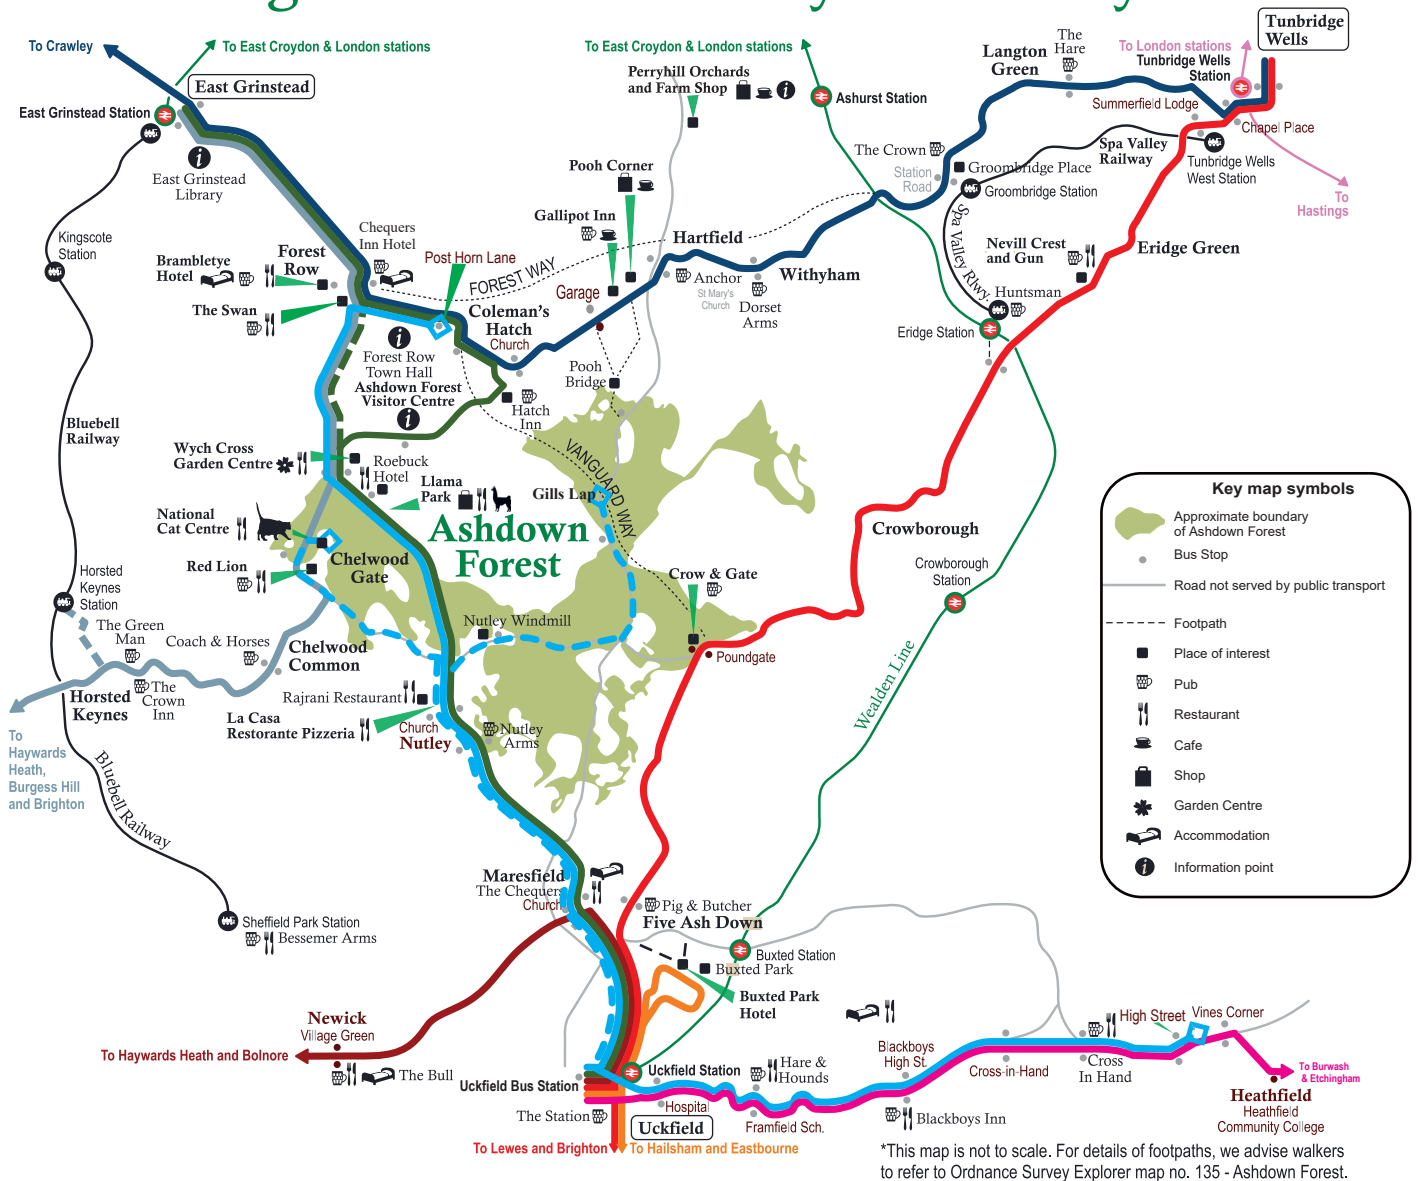 To Crawley
To East Croydon & London stations
East Grinstead
East Grinstead Station
East Grinstead
Library
Kingscote
Station
Brambletye
Hotel
Forest
Row
The Swan
Chequers
Inn Hotel
Post Horn Lane
FOREST WAY
Forest Row
Town Hall
Ashdown Forest
Visitor Centre
Coleman's
Hatch
Church
Hatch
Inn
To East Croydon & London stations
Perryhill Orchards
and Farm Shop
Ashurst Station
Pooh Corner
Gallipot Inn
Garage
Pooh
Bridge
Hartfield
Anchor
St Mary's
Church
Dorset
Arms
Withyham
The Crown
Station
Road
Groombridge Place
Groombridge Station
Spa Valley Rlwy.
Langton
Green
The
Hare
To London stations
Tunbridge Wells
Station
Tunbridge
Wells
Summerfield Lodge
Chapel Place
Spa Valley
Railway
Tunbridge Wells
West Station
To
Hastings
Nevill Crest
and Gun
Eridge Green
Huntsman
Eridge Station
Bluebell
Railway
Wych Cross
Garden Centre
Roebuck
Hotel
Llama
Park
National
Cat Centre
Red Lion
Chelwood
Gate
Ashdown
Forest
VANGUARD WAY
Gills Lap
Crow & Gate
Nutley Windmill
Poundgate
Crowborough
Crowborough
Station
Wealden Line
Horsted
Keynes
Station
The Green
Man
Coach & Horses
Chelwood
Common
Horsted
Keynes
The
Crown
Inn
To
Haywards
Heath,
Burgess Hill
and Brighton
Bluebell Railway
Rajrani Restaurant
La Casa
Restorante Pizzeria
Church
Nutley
Nutley
Arms
Sheffield Park Station
Bessemer Arms
Maresfield
The Chequers
Church
Pig & Butcher
Five Ash Down
Buxted Station
Buxted Park
Buxted Park
Hotel
Newick
Village Green
To Haywards Heath and Bolnore
The Bull
Uckfield Bus Station
Uckfield Station
The Station
Uckfield
Hospital
To Lewes and Brighton
To Hailsham and Eastbourne
Hare &
Hounds
Framfield Sch.
Blackboys
High St.
Blackboys Inn
Cross-in-Hand
Cross
In Hand
High Street
Vines Corner
To Burwash
& Etchingham
Heathfield
Heathfield
Community College
Key map symbols
Approximate boundary
of Ashdown Forest
Bus Stop
Road not served by public transport
Footpath
Place of interest
Pub
Restaurant
Cafe
Shop
Garden Centre
Accommodation
Information point
*This map is not to scale. For details of footpaths, we advise walkers
to refer to Ordnance Survey Explorer map no. 135 - Ashdown Forest.